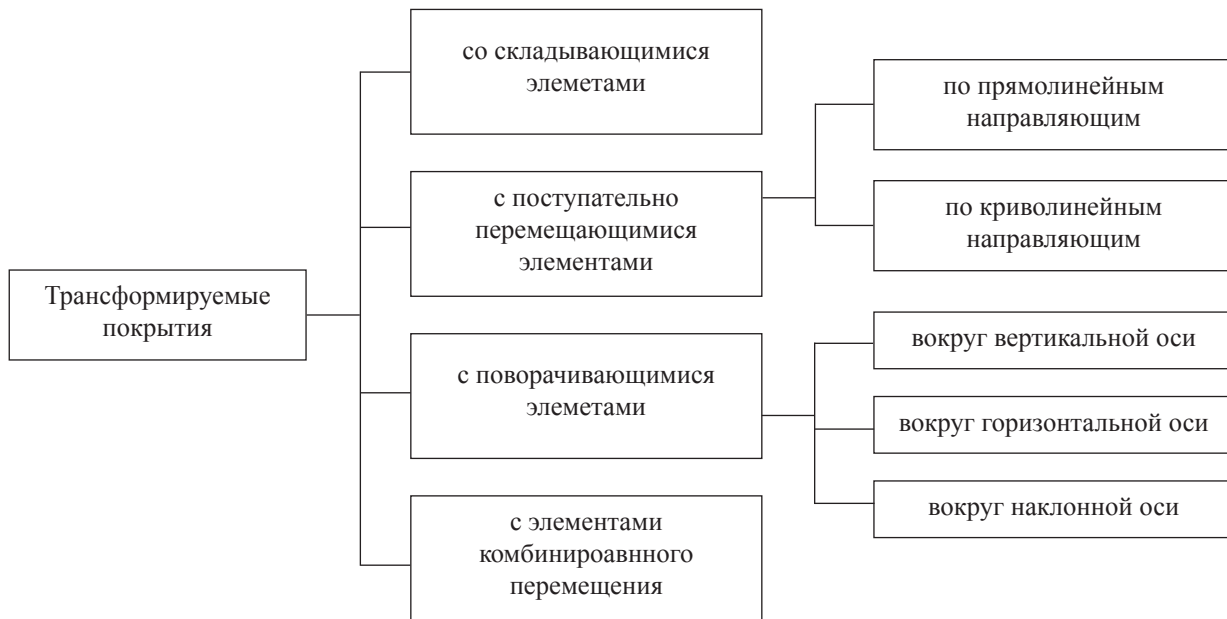 Трансформируемые
покрытия
со складывающимися
элеметами
с поступательно
перемещающимися
элементами
с поворачивающимися
элеметами
с элементами
комбинироавнного
перемещения
по прямолинейным
направляющим
по криволинейным
направляющим
вокруг вертикальной оси
вокруг горизонтальной оси
вокруг наклонной оси